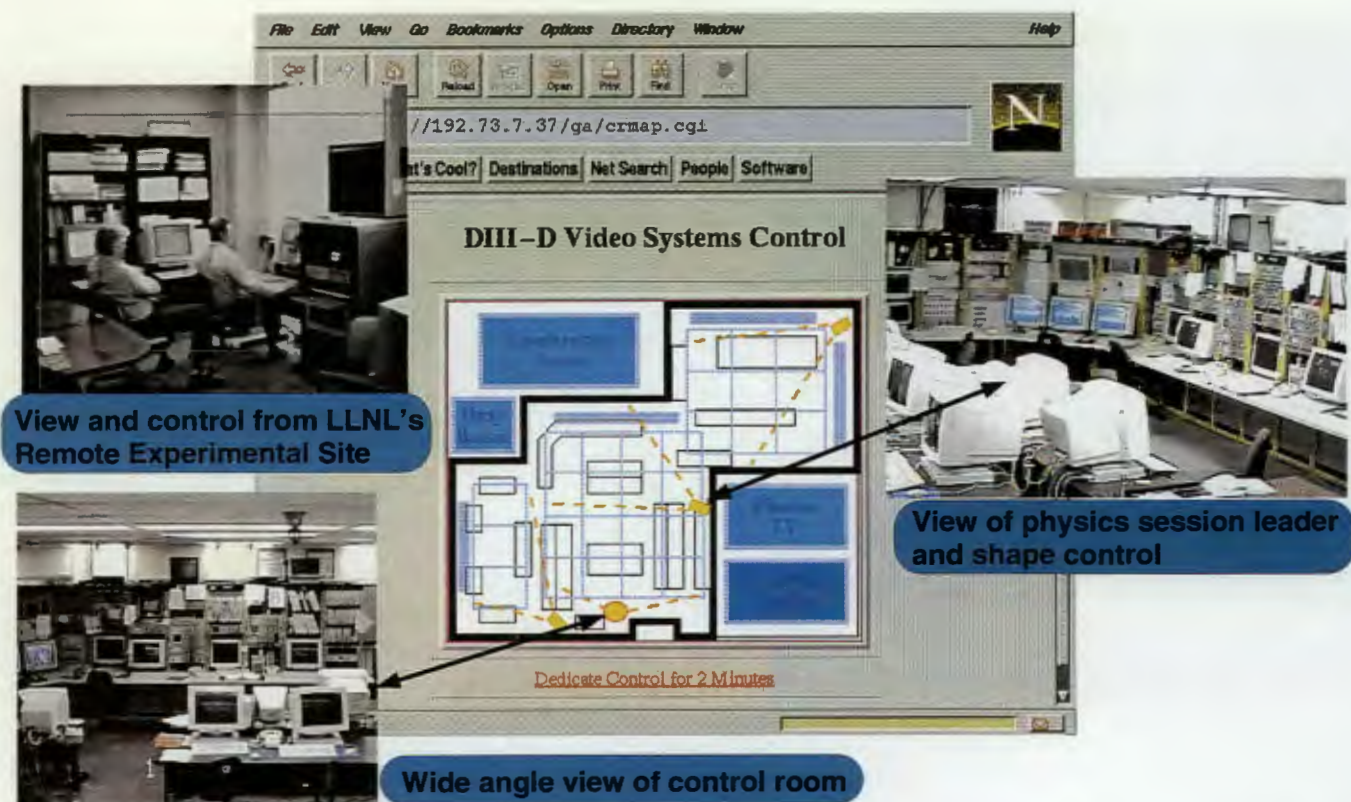 File Edit View Go Bookmarks Options Directory Window Help
Reload Open Print Find
N
//192.73.7.37/ga/crmap.cgi
at's Cool? Destinations Net Search People Software
DIII-D Video Systems Control
View and control from LLNL's
Remote Experimental Site
View of physics session leader
and shape control
Dedicate Control for 2 Minutes
Wide angle view of control room